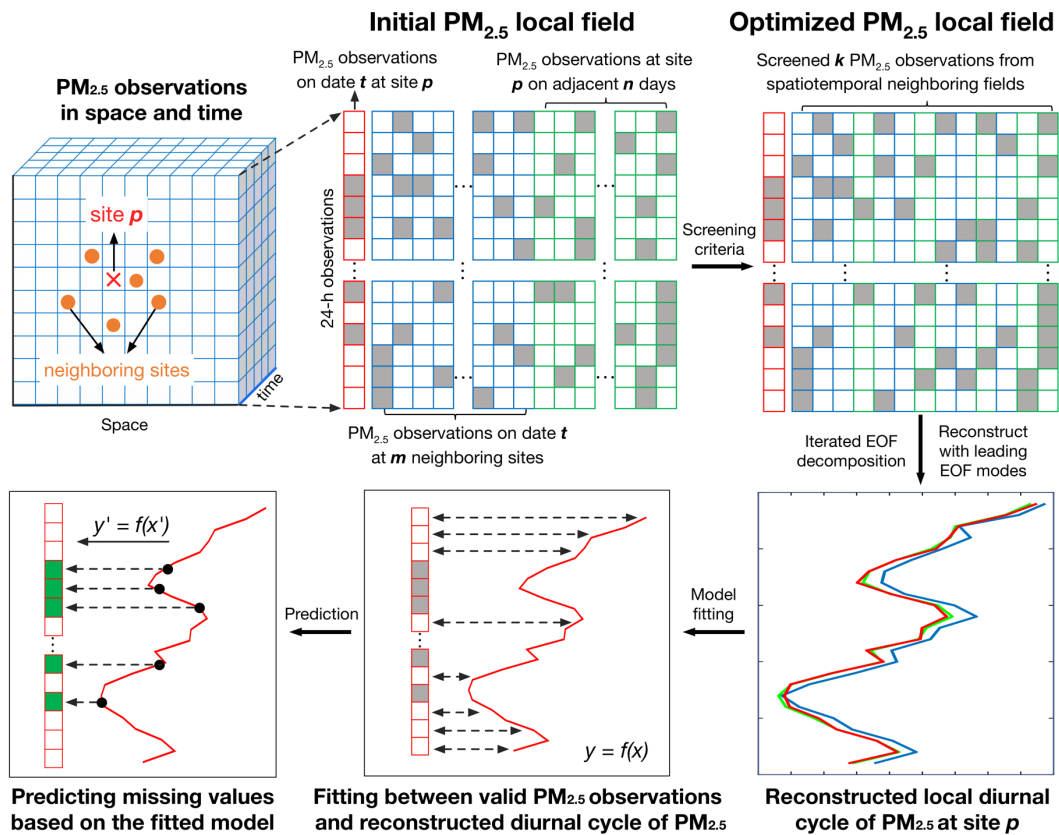 Initial PM2.5 local field
Optimized PM2.5 local field
PM2.5 observations
on date t at site p
PM2.5 observations at site
p on adjacent n days
Screened k PM2.5 observations from
spatiotemporal neighboring fields
PM2.5 observations
in space and time
site p
neighboring sites
time
Space
24-h observations
...
...
...
...
...
...
...
...
Screening
criteria
PM2.5 observations on date t
at m neighboring sites
Iterated EOF
decomposition
Reconstruct
with leading
EOF modes
y' = f(x')
Prediction
y = f(x)
Model
fitting
Predicting missing values
based on the fitted model
Fitting between valid PM2.5 observations
and reconstructed diurnal cycle of PM2.5
Reconstructed local diurnal
cycle of PM2.5 at site p